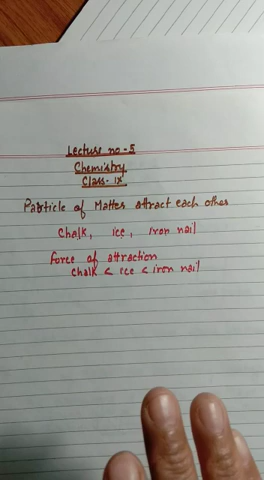 Lecture no-5
Chemistry
Class-IX
Particle of Matter attract each other
Chalk, ice, iron nail
Force of attraction
Chalk < ice < iron nail